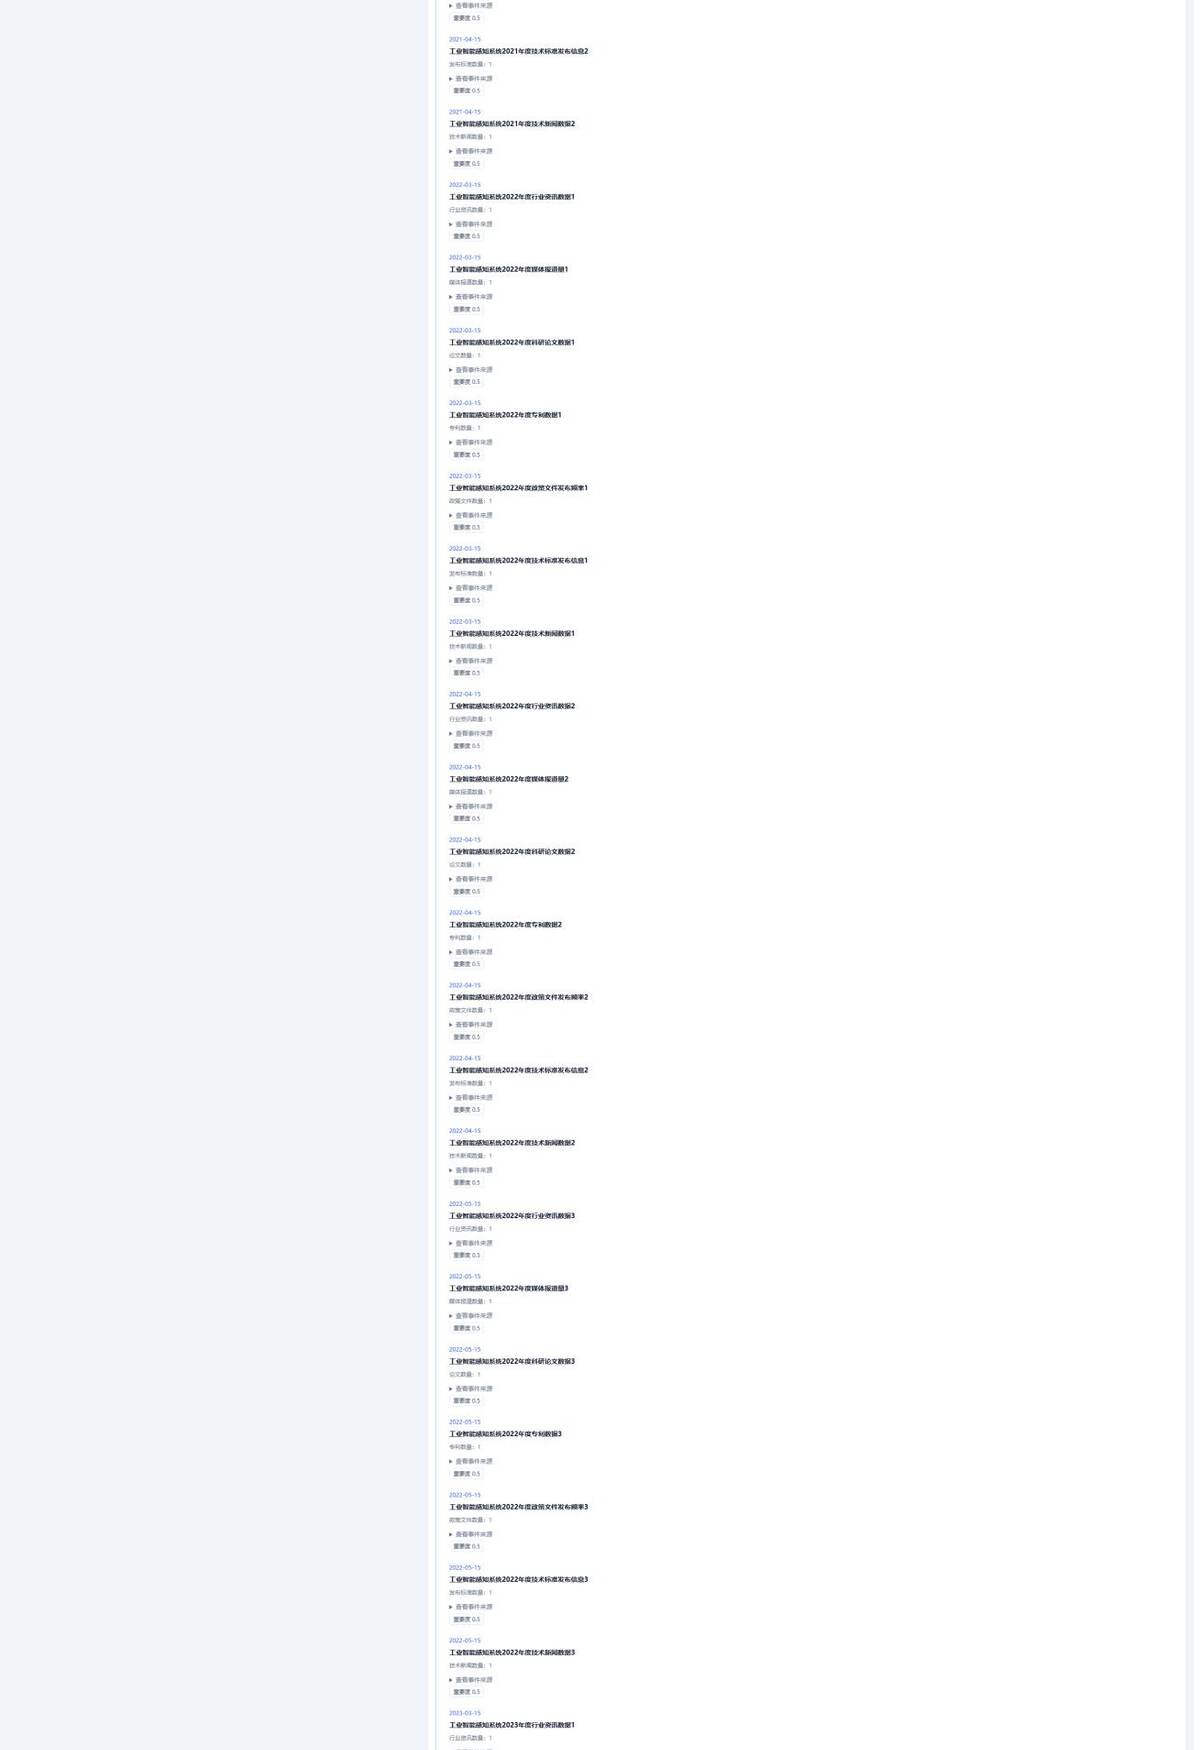 ▶ 查看事件来源
重要度 0.5
2021-04-15
工业智能感知系统2021年度技术标准发布信息2
发布标准数量：1
▶ 查看事件来源
重要度 0.5
2021-04-15
工业智能感知系统2021年度技术新闻数据2
技术新闻数量：1
▶ 查看事件来源
重要度 0.5
2022-03-15
工业智能感知系统2022年度行业资讯数据1
行业资讯数量：1
▶ 查看事件来源
重要度 0.5
2022-03-15
工业智能感知系统2022年度媒体报道量1
媒体报道数量：1
▶ 查看事件来源
重要度 0.5
2022-03-15
工业智能感知系统2022年度科研论文数据1
论文数量：1
▶ 查看事件来源
重要度 0.5
2022-03-15
工业智能感知系统2022年度专利数据1
专利数量：1
▶ 查看事件来源
重要度 0.5
2022-03-15
工业智能感知系统2022年度政策文件发布频率1
政策文件数量：1
▶ 查看事件来源
重要度 0.5
2022-03-15
工业智能感知系统2022年度技术标准发布信息1
发布标准数量：1
▶ 查看事件来源
重要度 0.5
2022-03-15
工业智能感知系统2022年度技术新闻数据1
技术新闻数量：1
▶ 查看事件来源
重要度 0.5
2022-04-15
工业智能感知系统2022年度行业资讯数据2
行业资讯数量：1
▶ 查看事件来源
重要度 0.5
2022-04-15
工业智能感知系统2022年度媒体报道量2
媒体报道数量：1
▶ 查看事件来源
重要度 0.5
2022-04-15
工业智能感知系统2022年度科研论文数据2
论文数量：1
▶ 查看事件来源
重要度 0.5
2022-04-15
工业智能感知系统2022年度专利数据2
专利数量：1
▶ 查看事件来源
重要度 0.5
2022-04-15
工业智能感知系统2022年度政策文件发布频率2
政策文件数量：1
▶ 查看事件来源
重要度 0.5
2022-04-15
工业智能感知系统2022年度技术标准发布信息2
发布标准数量：1
▶ 查看事件来源
重要度 0.5
2022-04-15
工业智能感知系统2022年度技术新闻数据2
技术新闻数量：1
▶ 查看事件来源
重要度 0.5
2022-05-15
工业智能感知系统2022年度行业资讯数据3
行业资讯数量：1
▶ 查看事件来源
重要度 0.5
2022-05-15
工业智能感知系统2022年度媒体报道量3
媒体报道数量：1
▶ 查看事件来源
重要度 0.5
2022-05-15
工业智能感知系统2022年度科研论文数据3
论文数量：1
▶ 查看事件来源
重要度 0.5
2022-05-15
工业智能感知系统2022年度专利数据3
专利数量：1
▶ 查看事件来源
重要度 0.5
2022-05-15
工业智能感知系统2022年度政策文件发布频率3
政策文件数量：1
▶ 查看事件来源
重要度 0.5
2022-05-15
工业智能感知系统2022年度技术标准发布信息3
发布标准数量：1
▶ 查看事件来源
重要度 0.5
2022-05-15
工业智能感知系统2022年度技术新闻数据3
技术新闻数量：1
▶ 查看事件来源
重要度 0.5
2023-03-15
工业智能感知系统2023年度行业资讯数据1
行业资讯数量：1